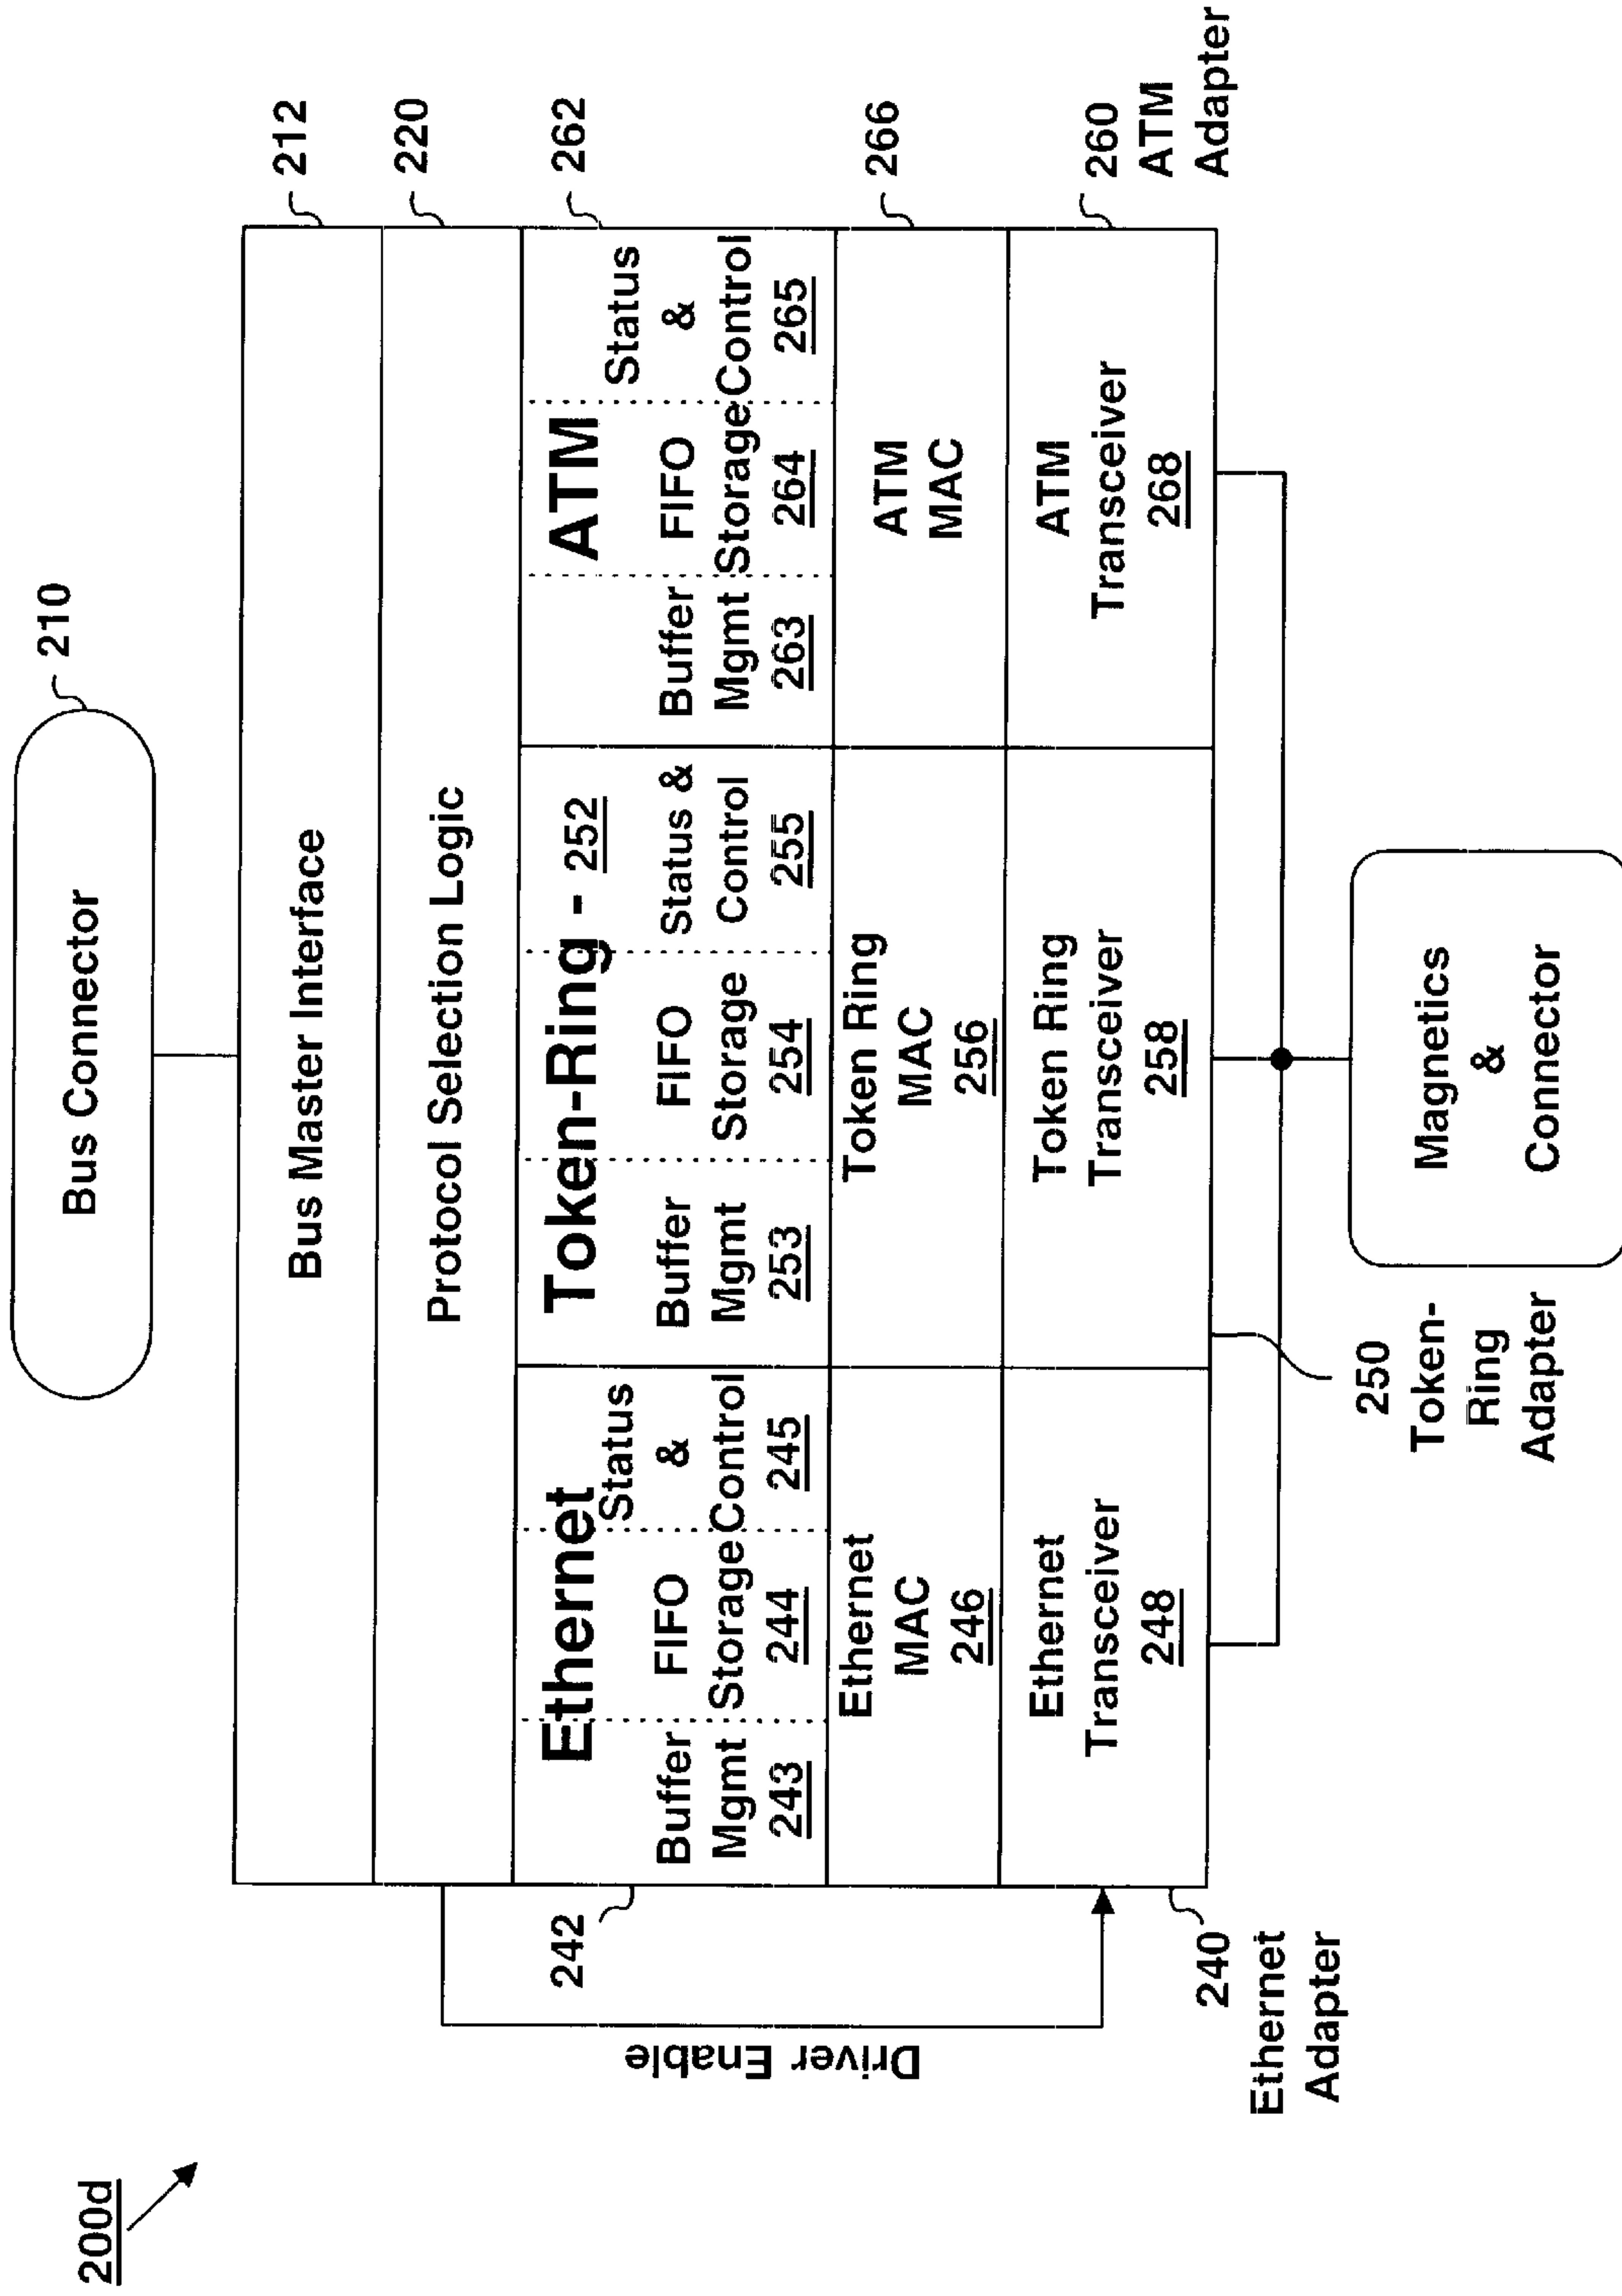 200d
Bus Connector
210
Bus Master Interface
212
Protocol Selection Logic
220
Driver Enable
242
Ethernet
Buffer
Mgmt
243
FIFO
Storage
244
Status
&
Control
245
Token-Ring - 252
Buffer
Mgmt
253
FIFO
Storage
254
Status &
Control
255
ATM
Buffer
Mgmt
263
FIFO
Storage
264
Status
&
Control
265
262
Ethernet
MAC
246
Token Ring
MAC
256
ATM
MAC
266
Ethernet
Transceiver
248
Token Ring
Transceiver
258
ATM
Transceiver
268
260
ATM
Adapter
240
Ethernet
Adapter
250
Token-
Ring
Adapter
Magnetics
&
Connector